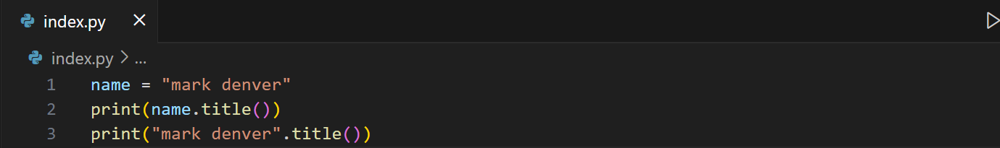 index.py
index.py > ...
1 name = "mark denver"
2 print(name.title())
3 print("mark denver".title())